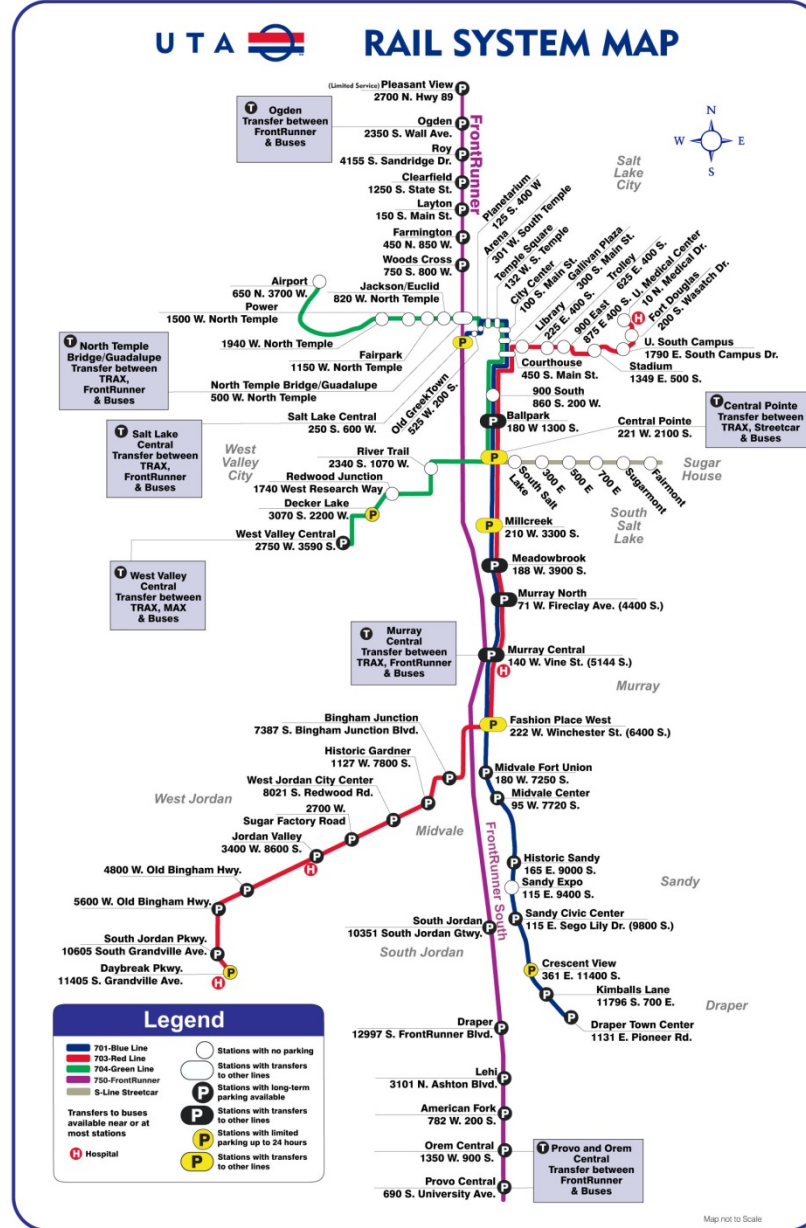 UTA
RAIL SYSTEM MAP
(Limited Service) Pleasant View
2700 N. Hwy 89
T Ogden
Transfer between
FrontRunner
& Buses
Ogden
2350 S. Wall Ave.
Roy
4155 S. Sandridge Dr.
Clearfield
1250 S. State St.
Layton
150 S. Main St.
Farmington
450 N. 850 W.
Woods Cross
750 S. 800 W.
FrontRunner
N
W E
S
Salt
Lake
City
Planetarium
125 S. 400 W
Arena
301 W. South Temple
Temple Square
132 W. S. Temple
City Center
100 S. Main St.
Gallivan Plaza
300 S. Main St.
Library
225 E. 400 S.
Trolley
625 E. 400 S.
900 East
875 E 400 S.
U. Medical Center
10 N. Medical Dr.
Fort Douglas
200 S. Wasatch Dr.
U. South Campus
1790 E. South Campus Dr.
Stadium
1349 E. 500 S.
Courthouse
450 S. Main St.
Airport
650 N. 3700 W.
Jackson/Euclid
820 W. North Temple
Power
1500 W. North Temple
1940 W. North Temple
Fairpark
1150 W. North Temple
North Temple Bridge/Guadalupe
500 W. North Temple
T North Temple
Bridge/Guadalupe
Transfer between
TRAX,
FrontRunner
& Buses
Salt Lake Central
250 S. 600 W.
Old GreekTown
525 W. 200 S.
T Salt Lake
Central
Transfer between
TRAX,
FrontRunner
& Buses
900 South
860 S. 200 W.
Ballpark
180 W 1300 S.
Central Pointe
221 W. 2100 S.
T Central Pointe
Transfer between
TRAX, Streetcar
& Buses
West
Valley
City
River Trail
2340 S. 1070 W.
Redwood Junction
1740 West Research Way
Decker Lake
3070 S. 2200 W.
West Valley Central
2750 W. 3590 S.
T West Valley
Central
Transfer between
TRAX, MAX
& Buses
South Salt
Lake
300 E
500 E
700 E
Sugarmont
Fairmont
Sugar
House
South
Salt
Lake
Millcreek
210 W. 3300 S.
Meadowbrook
188 W. 3900 S.
Murray North
71 W. Fireclay Ave. (4400 S.)
T Murray
Central
Transfer between
TRAX, FrontRunner
& Buses
Murray Central
140 W. Vine St. (5144 S.)
H
Murray
Fashion Place West
222 W. Winchester St. (6400 S.)
Bingham Junction
7387 S. Bingham Junction Blvd.
Historic Gardner
1127 W. 7800 S.
West Jordan City Center
8021 S. Redwood Rd.
2700 W.
Sugar Factory Road
Jordan Valley
3400 W. 8600 S.
H
4800 W. Old Bingham Hwy.
5600 W. Old Bingham Hwy.
South Jordan Pkwy.
10605 South Grandville Ave.
Daybreak Pkwy.
11405 S. Grandville Ave.
H
West Jordan
Midvale
Midvale Fort Union
180 W. 7250 S.
Midvale Center
95 W. 7720 S.
Historic Sandy
165 E. 9000 S.
Sandy Expo
115 E. 9400 S.
Sandy
Sandy Civic Center
115 E. Sego Lily Dr. (9800 S.)
Crescent View
361 E. 11400 S.
Kimballs Lane
11796 S. 700 E.
Draper
Draper Town Center
1131 E. Pioneer Rd.
FrontRunner South
South Jordan
10351 South Jordan Gtwy.
South Jordan
Draper
12997 S. FrontRunner Blvd.
Lehi
3101 N. Ashton Blvd.
American Fork
782 W. 200 S.
Orem Central
1350 W. 900 S.
Provo Central
690 S. University Ave.
T Provo and Orem
Central
Transfer between
FrontRunner
& Buses
Legend
701-Blue Line
703-Red Line
704-Green Line
750-FrontRunner
S-Line Streetcar
Transfers to buses
available near or at
most stations
H Hospital
Stations with no parking
Stations with transfers
to other lines
P Stations with long-term
parking available
P Stations with transfers
to other lines
P Stations with limited
parking up to 24 hours
P Stations with transfers
to other lines
Map not to Scale